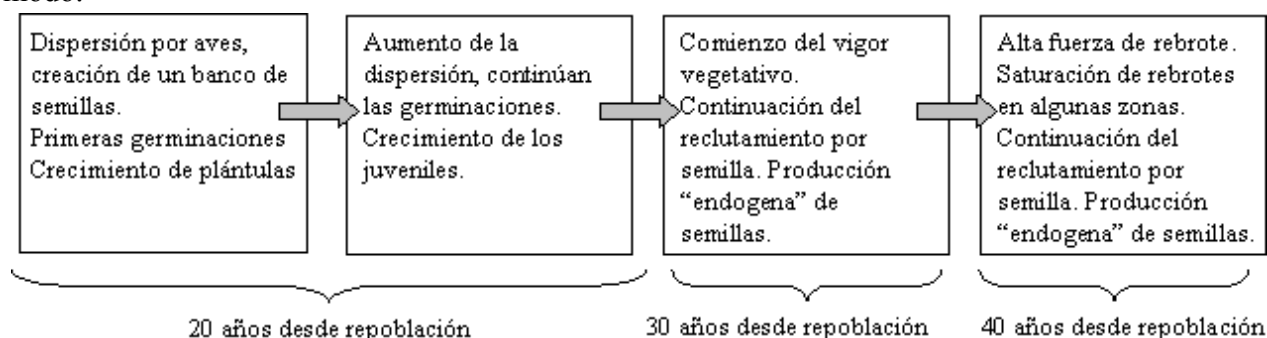 modo:
Dispersión por aves,
creación de un banco de
semillas.
Primeras germinaciones
Crecimiento de plántulas
Aumento de la
dispersión, continúan
las germinaciones.
Crecimiento de los
juveniles.
Comienzo del vigor
vegetativo.
Continuación del
reclutamiento por
semilla. Producción
“endogena” de
semillas.
Alta fuerza de rebrote.
Saturación de rebrotes
en algunas zonas.
Continuación del
reclutamiento por
semilla. Producción
“endogena” de semillas.
20 años desde repoblación
30 años desde repoblación
40 años desde repoblación